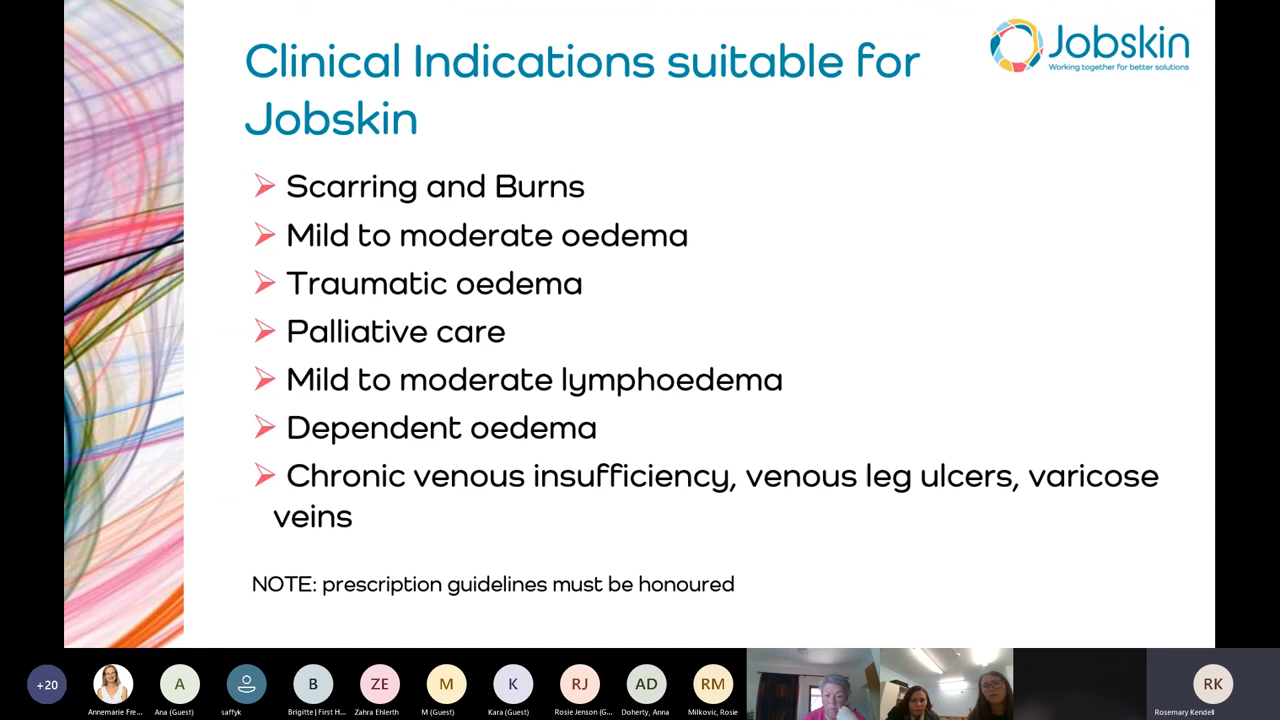 Clinical Indications suitable for
Jobskin
Jobskin
Working together for better solutions
Scarring and Burns
Mild to moderate oedema
Traumatic oedema
Palliative care
Mild to moderate lymphoedema
Dependent oedema
Chronic venous insufficiency, venous leg ulcers, varicose
veins
NOTE: prescription guidelines must be honoured
+20
A
B
ZE
M
K
RJ
AD
RM
RK
Annemarie Fre...
Ana (Guest)
saffyk
Brigitte | First H...
Zahra Ehlerth
M (Guest)
Kara (Guest)
Rosie Jenson (G...
Doherty, Anna
Milkovic, Rosie
Rosemary Kendell